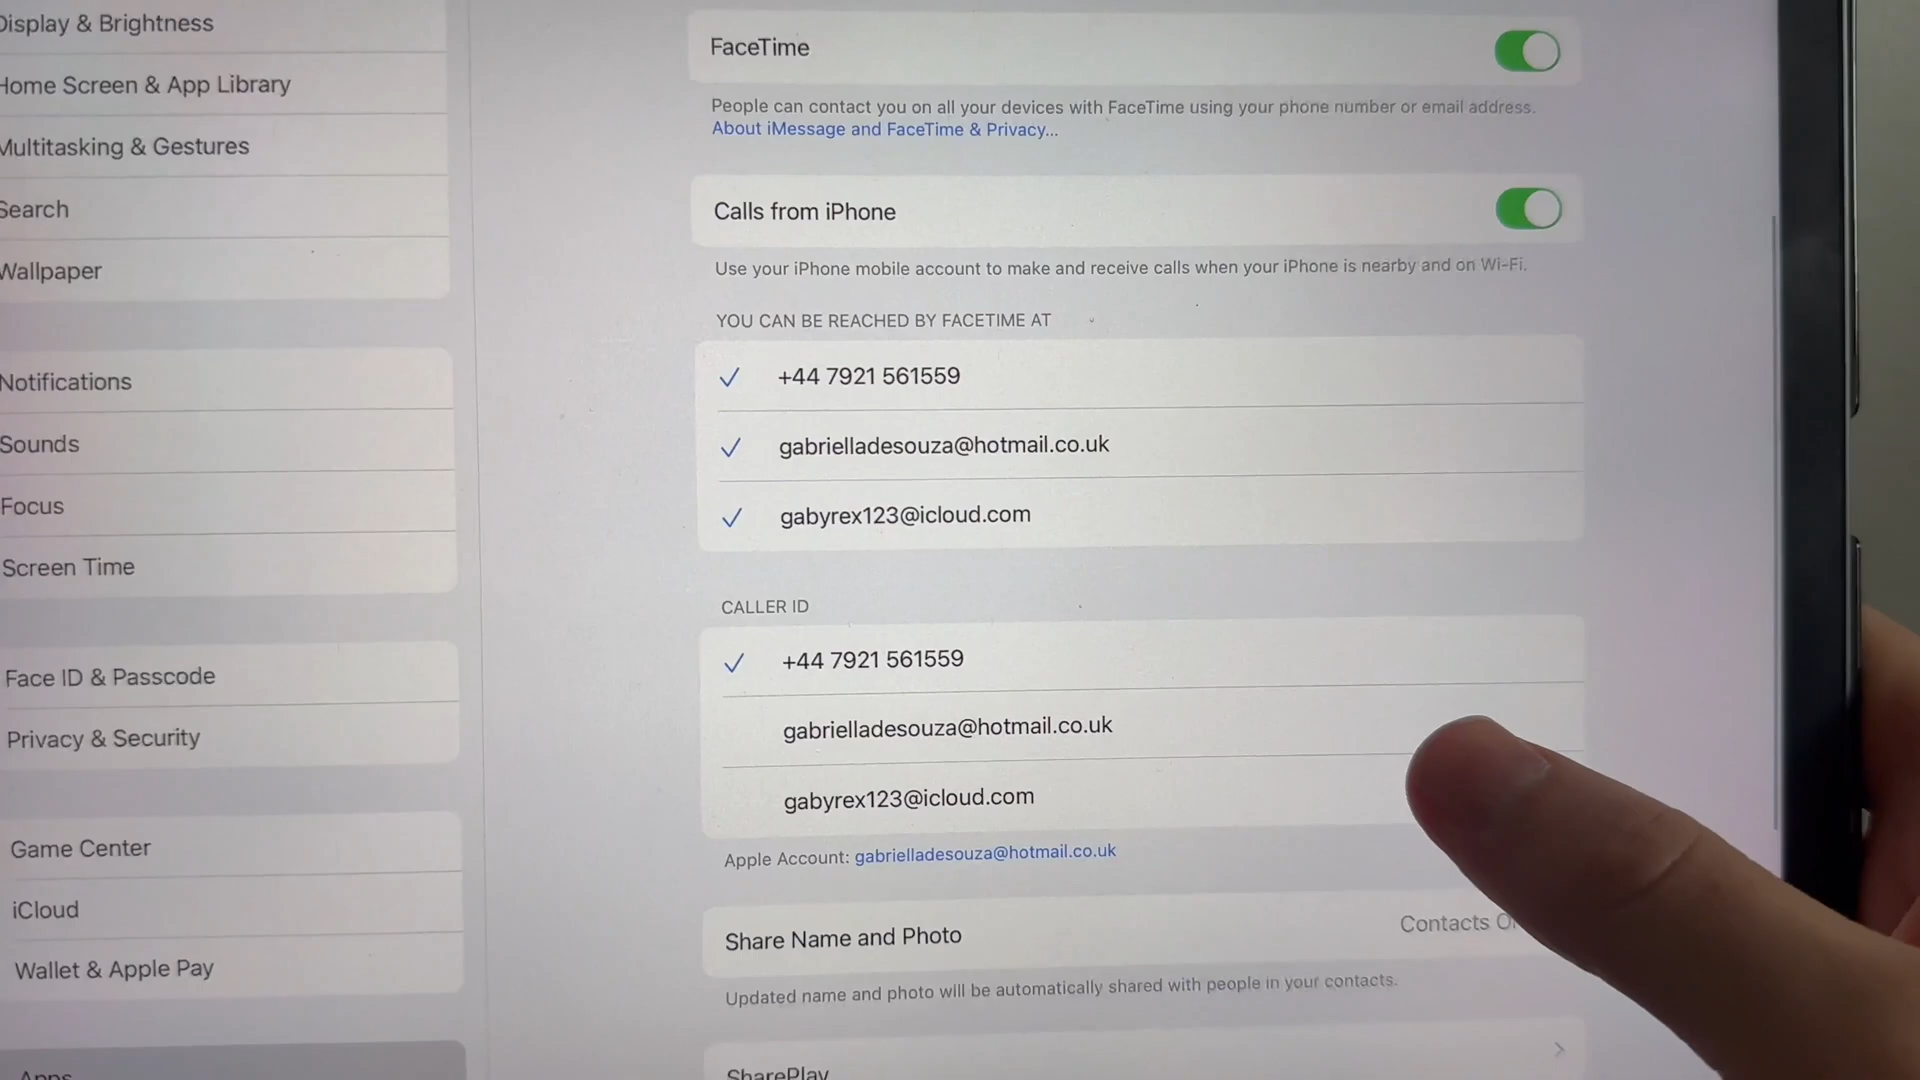 Display & Brightness
Home Screen & App Library
Multitasking & Gestures
Search
Wallpaper
Notifications
Sounds
Focus
Screen Time
Face ID & Passcode
Privacy & Security
Game Center
iCloud
Wallet & Apple Pay
Apps
FaceTime
People can contact you on all your devices with FaceTime using your phone number or email address.
About iMessage and FaceTime & Privacy...
Calls from iPhone
Use your iPhone mobile account to make and receive calls when your iPhone is nearby and on Wi-Fi.
YOU CAN BE REACHED BY FACETIME AT
+44 7921 561559
gabrielladesouza@hotmail.co.uk
gabyrex123@icloud.com
CALLER ID
+44 7921 561559
gabrielladesouza@hotmail.co.uk
gabyrex123@icloud.com
Apple Account: gabrielladesouza@hotmail.co.uk
Share Name and Photo
Contacts
Updated name and photo will be automatically shared with people in your contacts.
SharePlay